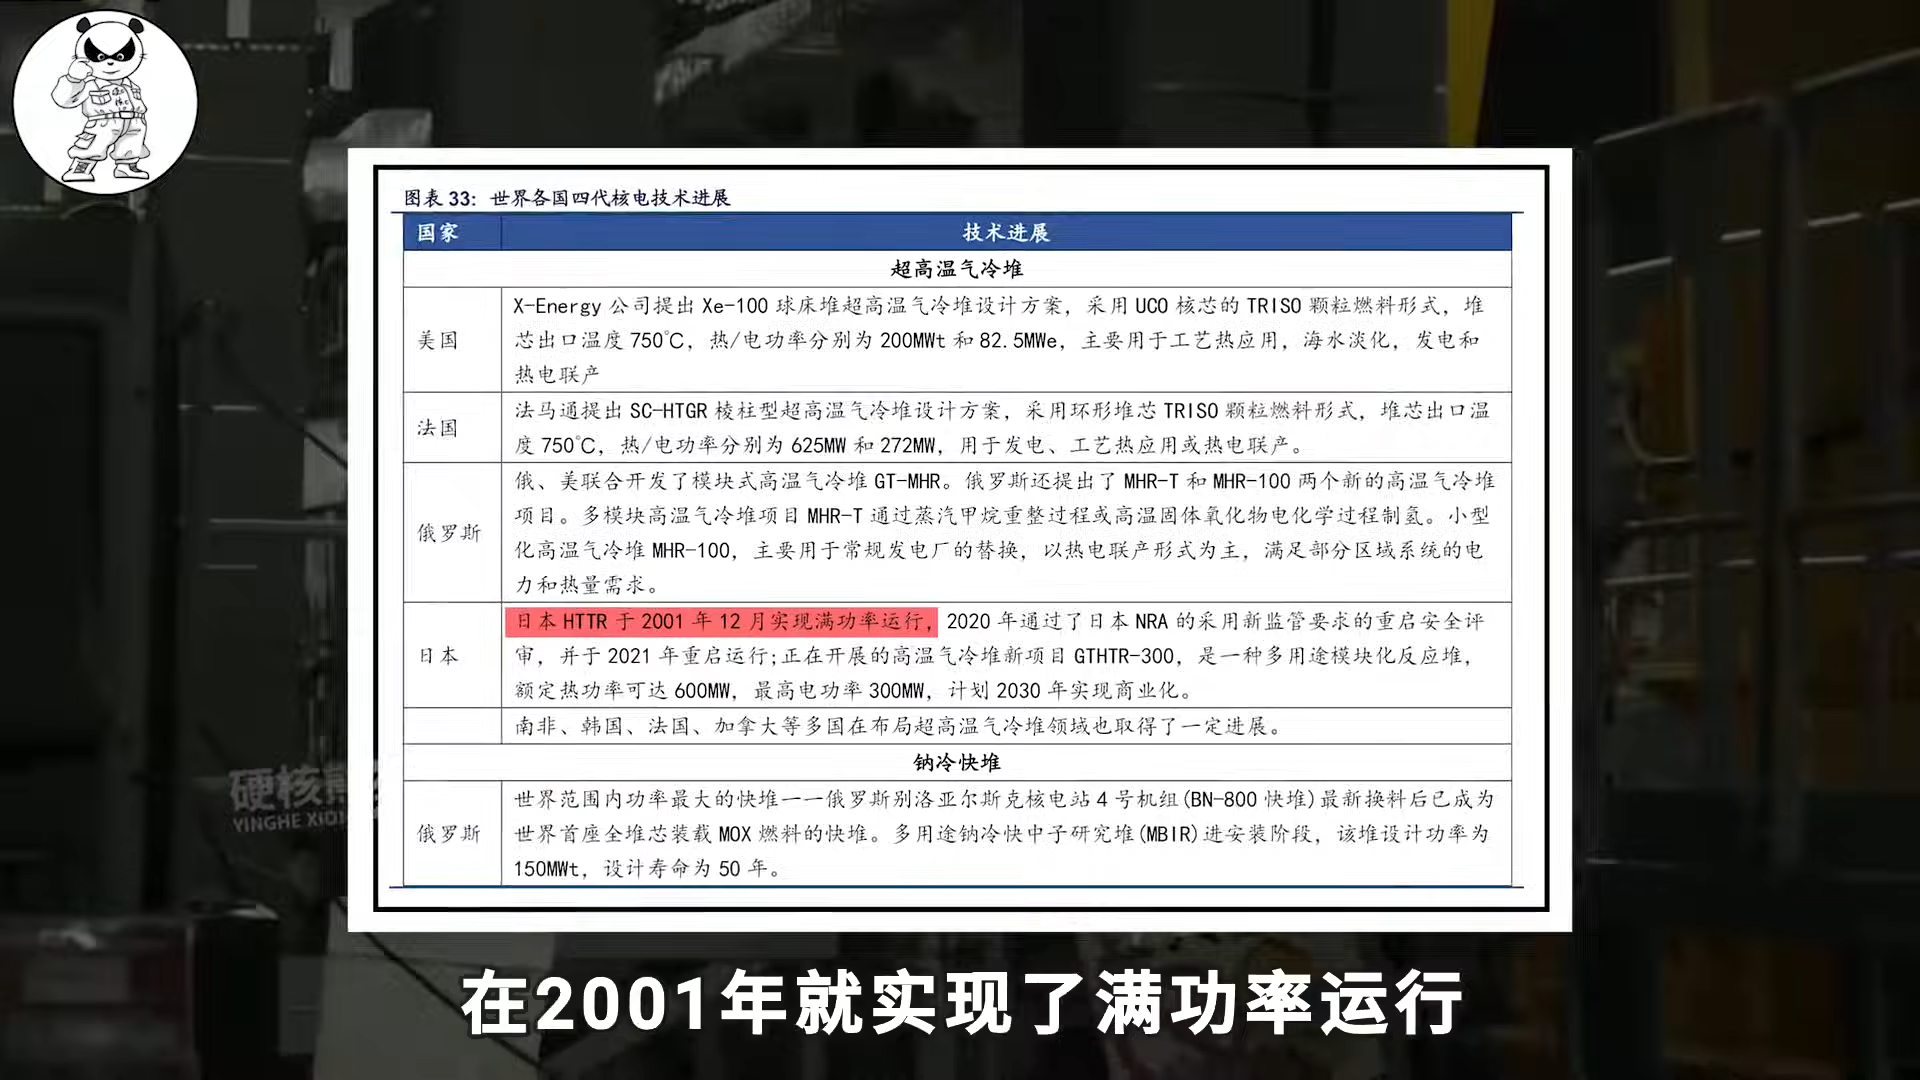 图表 33：世界各国四代核电技术进展
国家 技术进展
超高温气冷堆
美国
X-Energy 公司提出 Xe-100 球床堆超高温气冷堆设计方案，采用 UCO 核芯的 TRISO 颗粒燃料形式，堆
芯出口温度 750℃，热/电功率分别为 200MWt 和 82.5MWe，主要用于工艺热应用，海水淡化，发电和
热电联产
法国
法马通提出 SC-HTGR 棱柱型超高温气冷堆设计方案，采用环形堆芯 TRISO 颗粒燃料形式，堆芯出口温
度 750℃，热/电功率分别为 625MW 和 272MW，用于发电、工艺热应用或热电联产。
俄罗斯
俄、美联合开发了模块式高温气冷堆 GT-MHR。俄罗斯还提出了 MHR-T 和 MHR-100 两个新的高温气冷堆
项目。多模块高温气冷堆项目 MHR-T 通过蒸汽甲烷重整过程或高温固体氧化物电化学过程制氢。小型
化高温气冷堆 MHR-100，主要用于常规发电厂的替换，以热电联产形式为主，满足部分区域系统的电
力和热量需求。
日本
日本 HTTR 于 2001 年 12 月实现满功率运行，2020 年通过了日本 NRA 的采用新监管要求的重启安全评
审，并于 2021 年重启运行;正在开展的高温气冷堆新项目 GTHTR-300，是一种多用途模块化反应堆，
额定热功率可达 600MW，最高电功率 300MW，计划 2030 年实现商业化。
南非、韩国、法国、加拿大等多国在布局超高温气冷堆领域也取得了一定进展。
钠冷快堆
俄罗斯
世界范围内功率最大的快堆——俄罗斯别洛亚尔斯克核电站 4 号机组(BN-800 快堆)最新换料后已成为
世界首座全堆芯装载 MOX 燃料的快堆。多用途钠冷快中子研究堆(MBIR)进安装阶段，该堆设计功率为
150MWt，设计寿命为 50 年。
硬核
YINGHE XIO
在2001年就实现了满功率运行